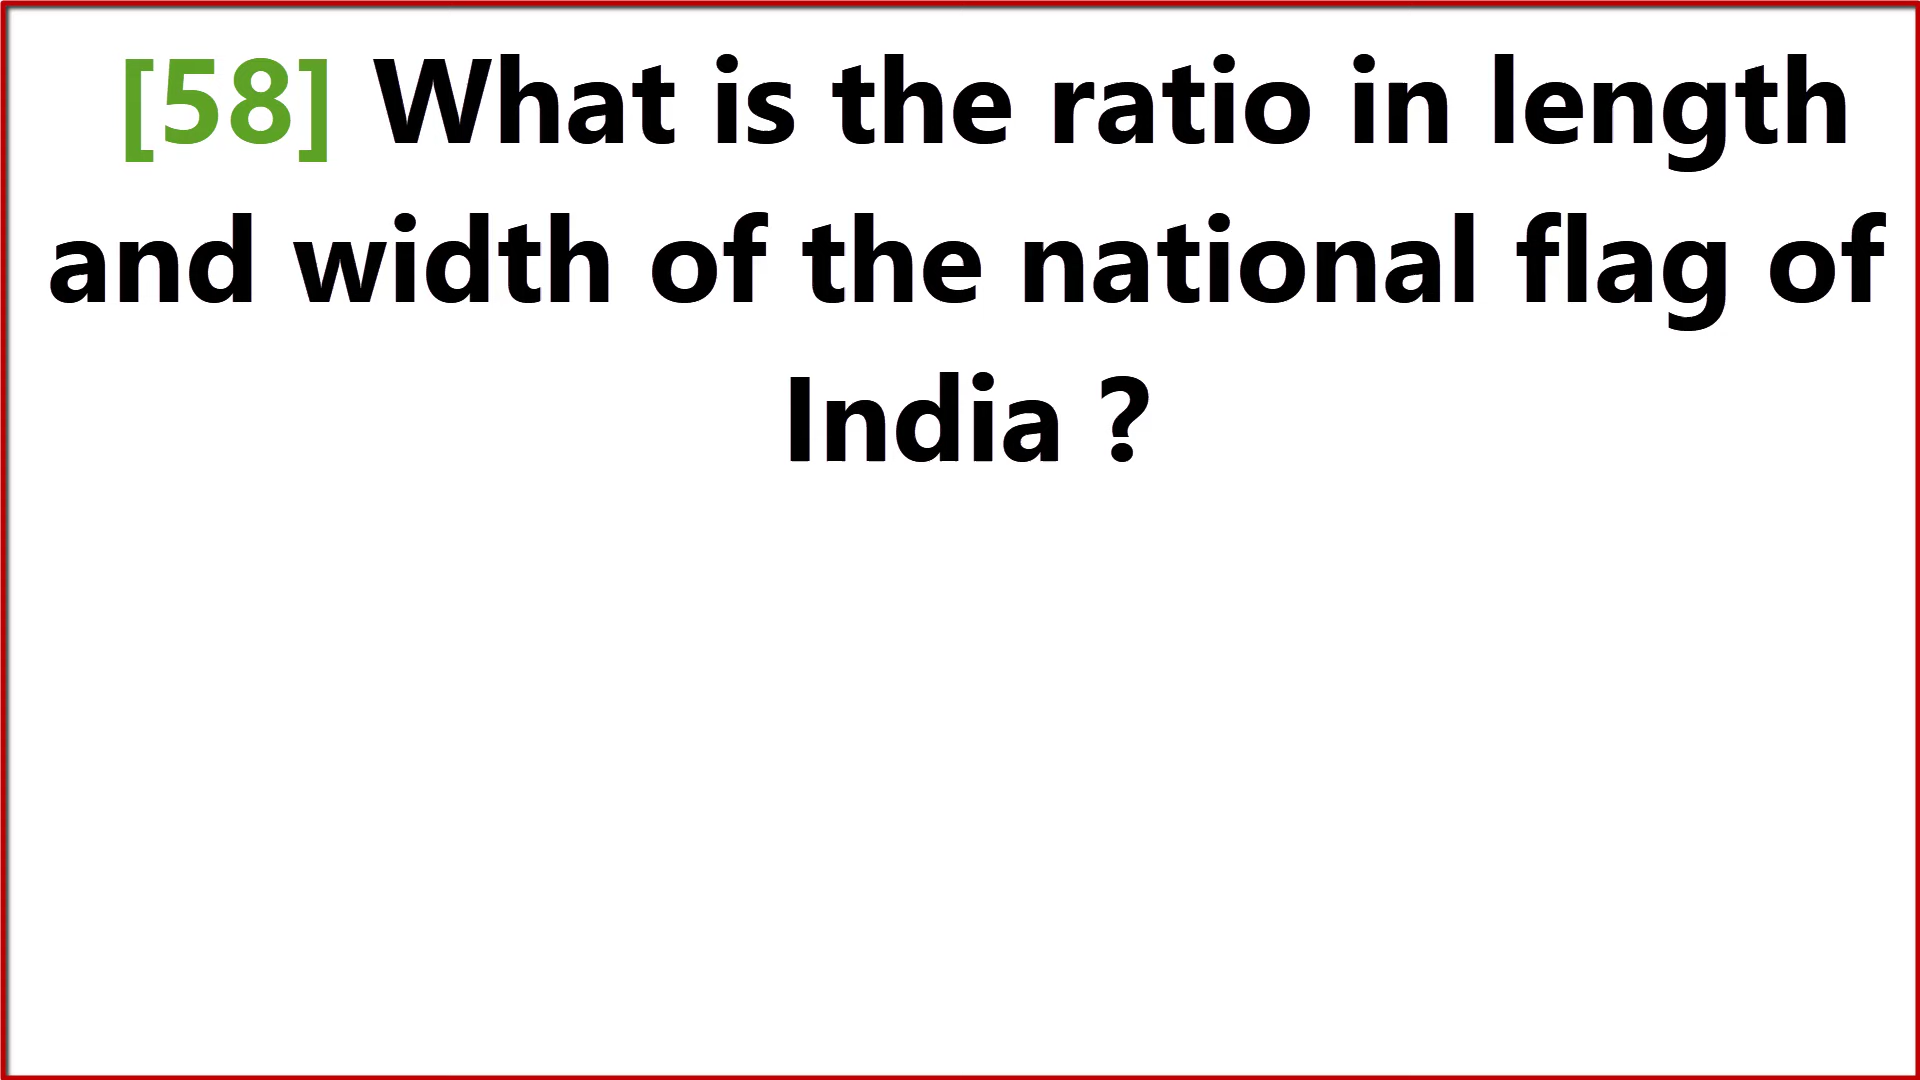 [58] What is the ratio in length
and width of the national flag of
India ?